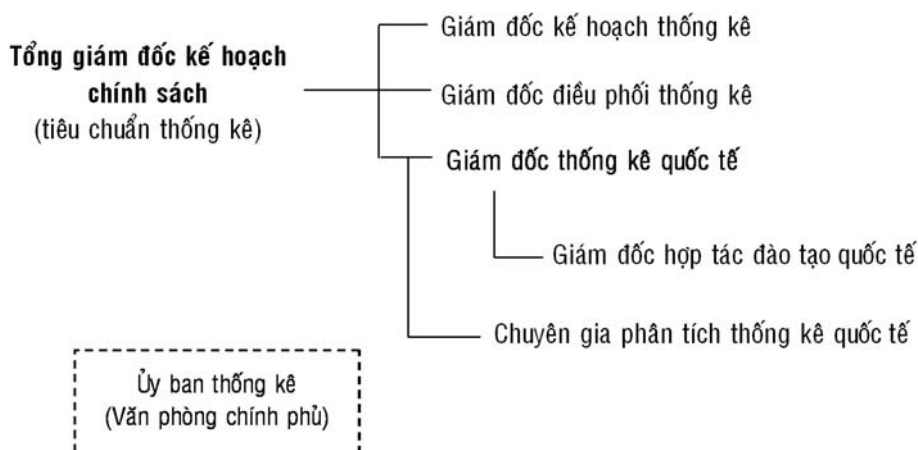 Giám đốc kế hoạch thống kê
Tổng giám đốc kế hoạch
chính sách
(tiêu chuẩn thống kê)
Giám đốc điều phối thống kê
Giám đốc thống kê quốc tế
Giám đốc hợp tác đào tạo quốc tế
Chuyên gia phân tích thống kê quốc tế
Ủy ban thống kê
(Văn phòng chính phủ)